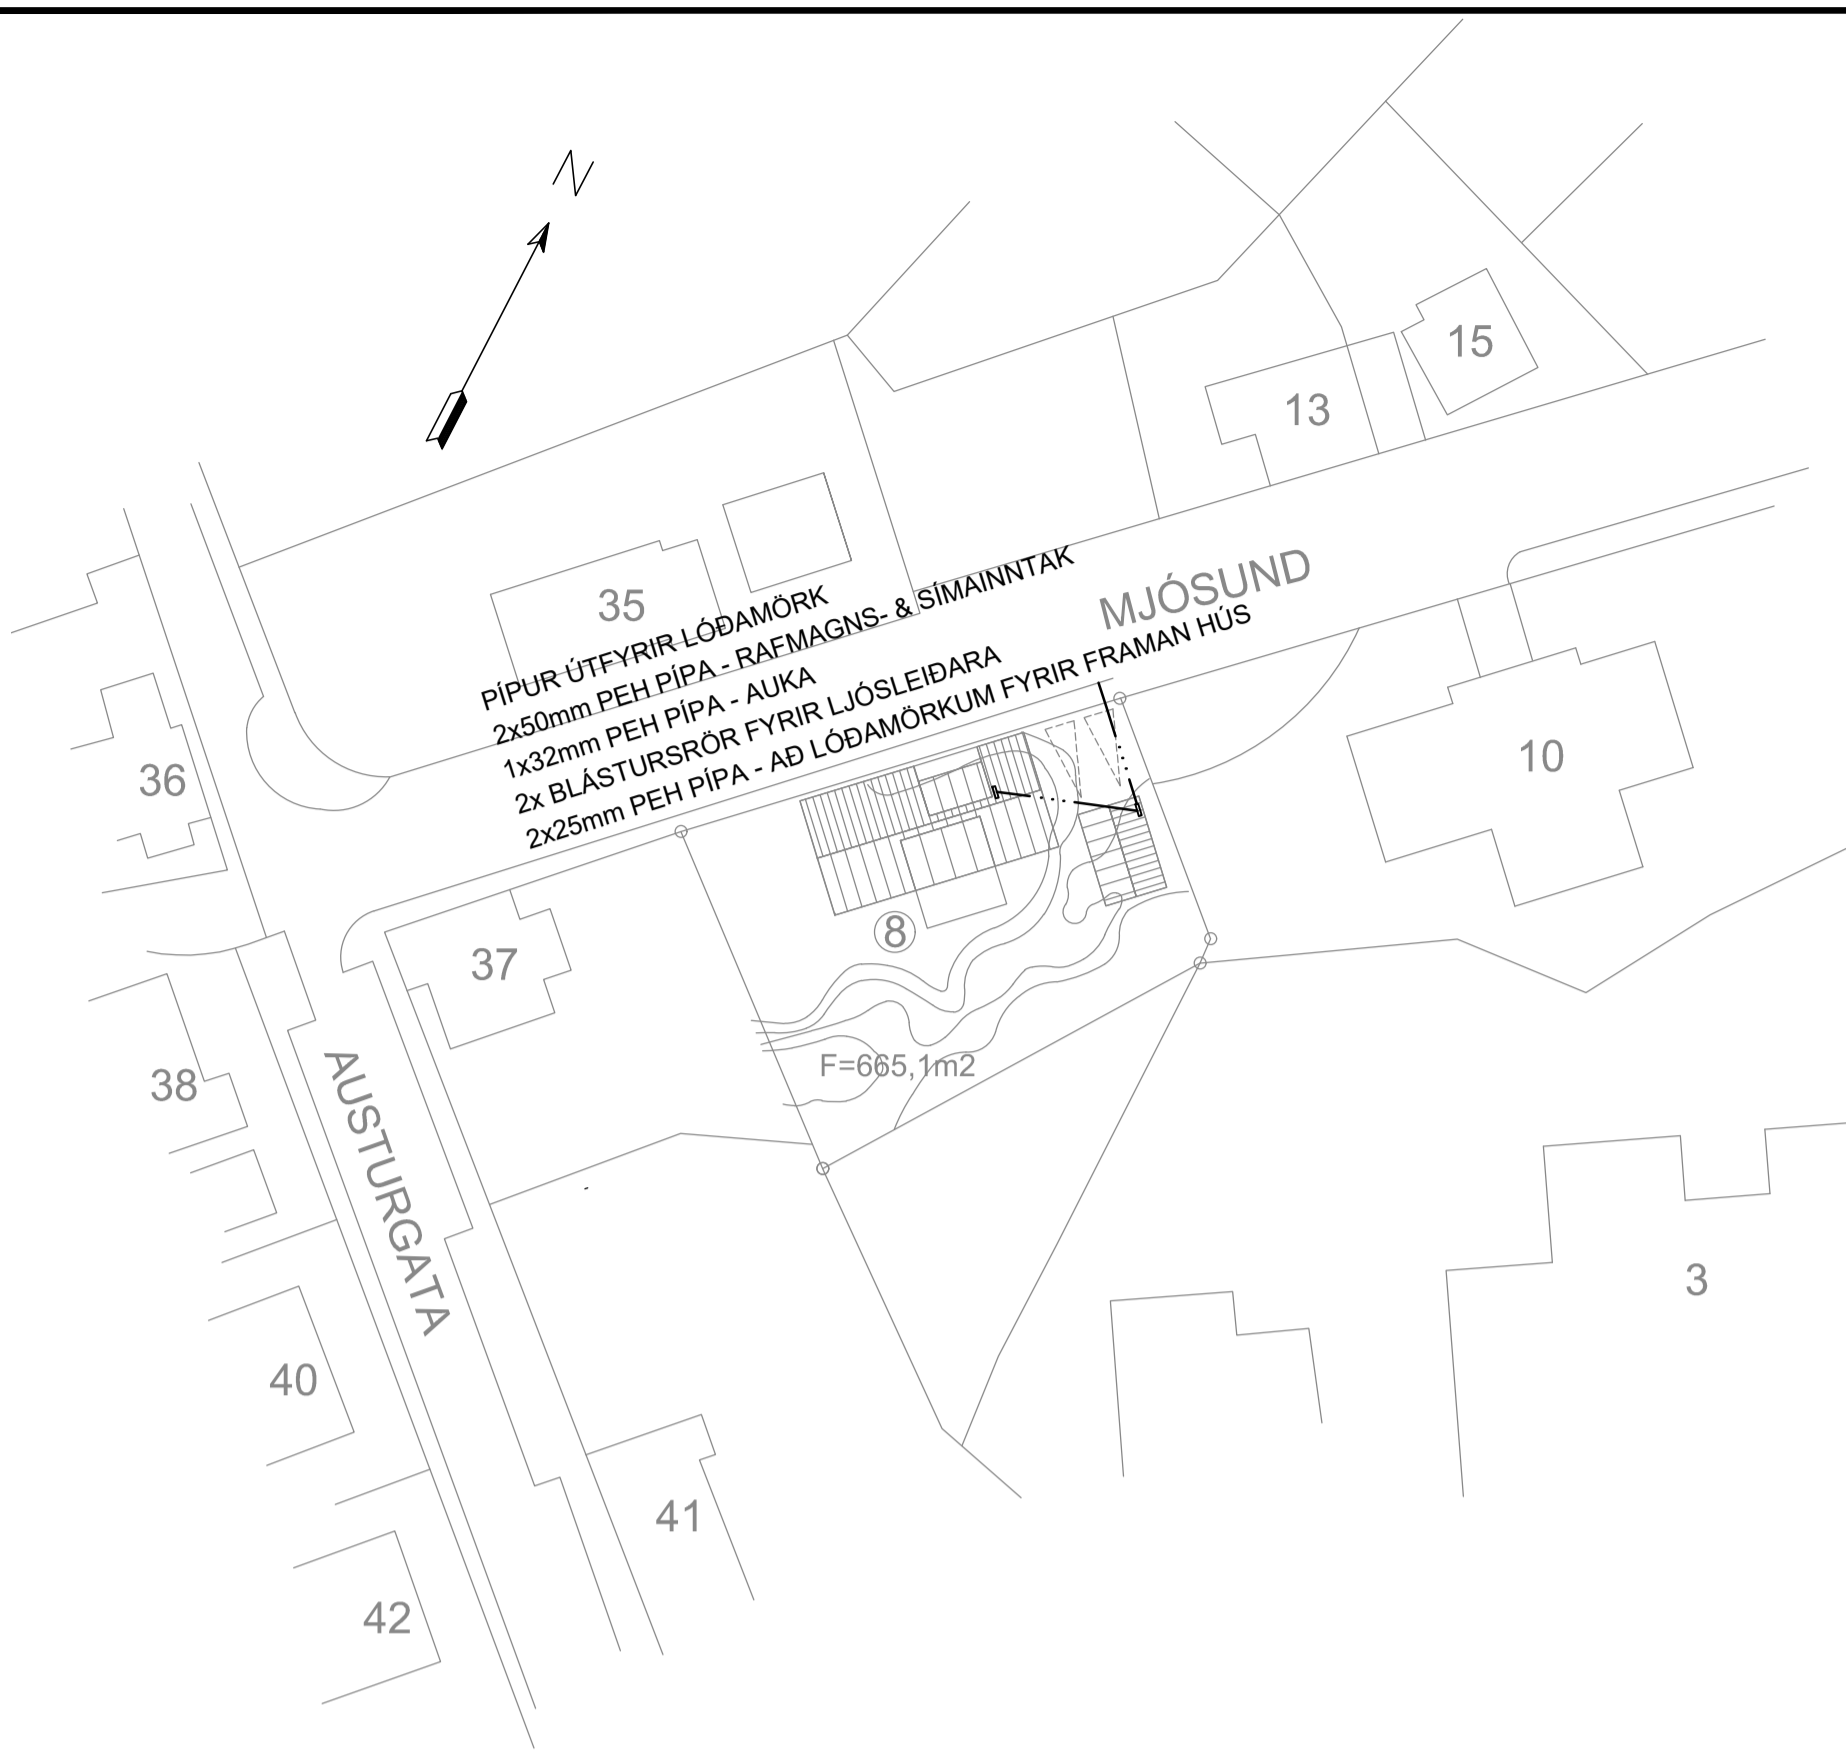 N
15
13
35
PÍPUR ÚTFYRIR LÓÐAMÖRK
2x50mm PEH PÍPA - RAFMAGNS- & SÍMAINNTAK
1x32mm PEH PÍPA - AUKA
2x BLÁSTURSRÖR FYRIR LJÓSLEIÐARA
2x25mm PEH PÍPA - AÐ LÓÐAMÖRKUM FYRIR FRAMAN HÚS
MJÓSUND
36
10
8
37
F=665,1m2
38
AUSTURGATA
3
40
41
42